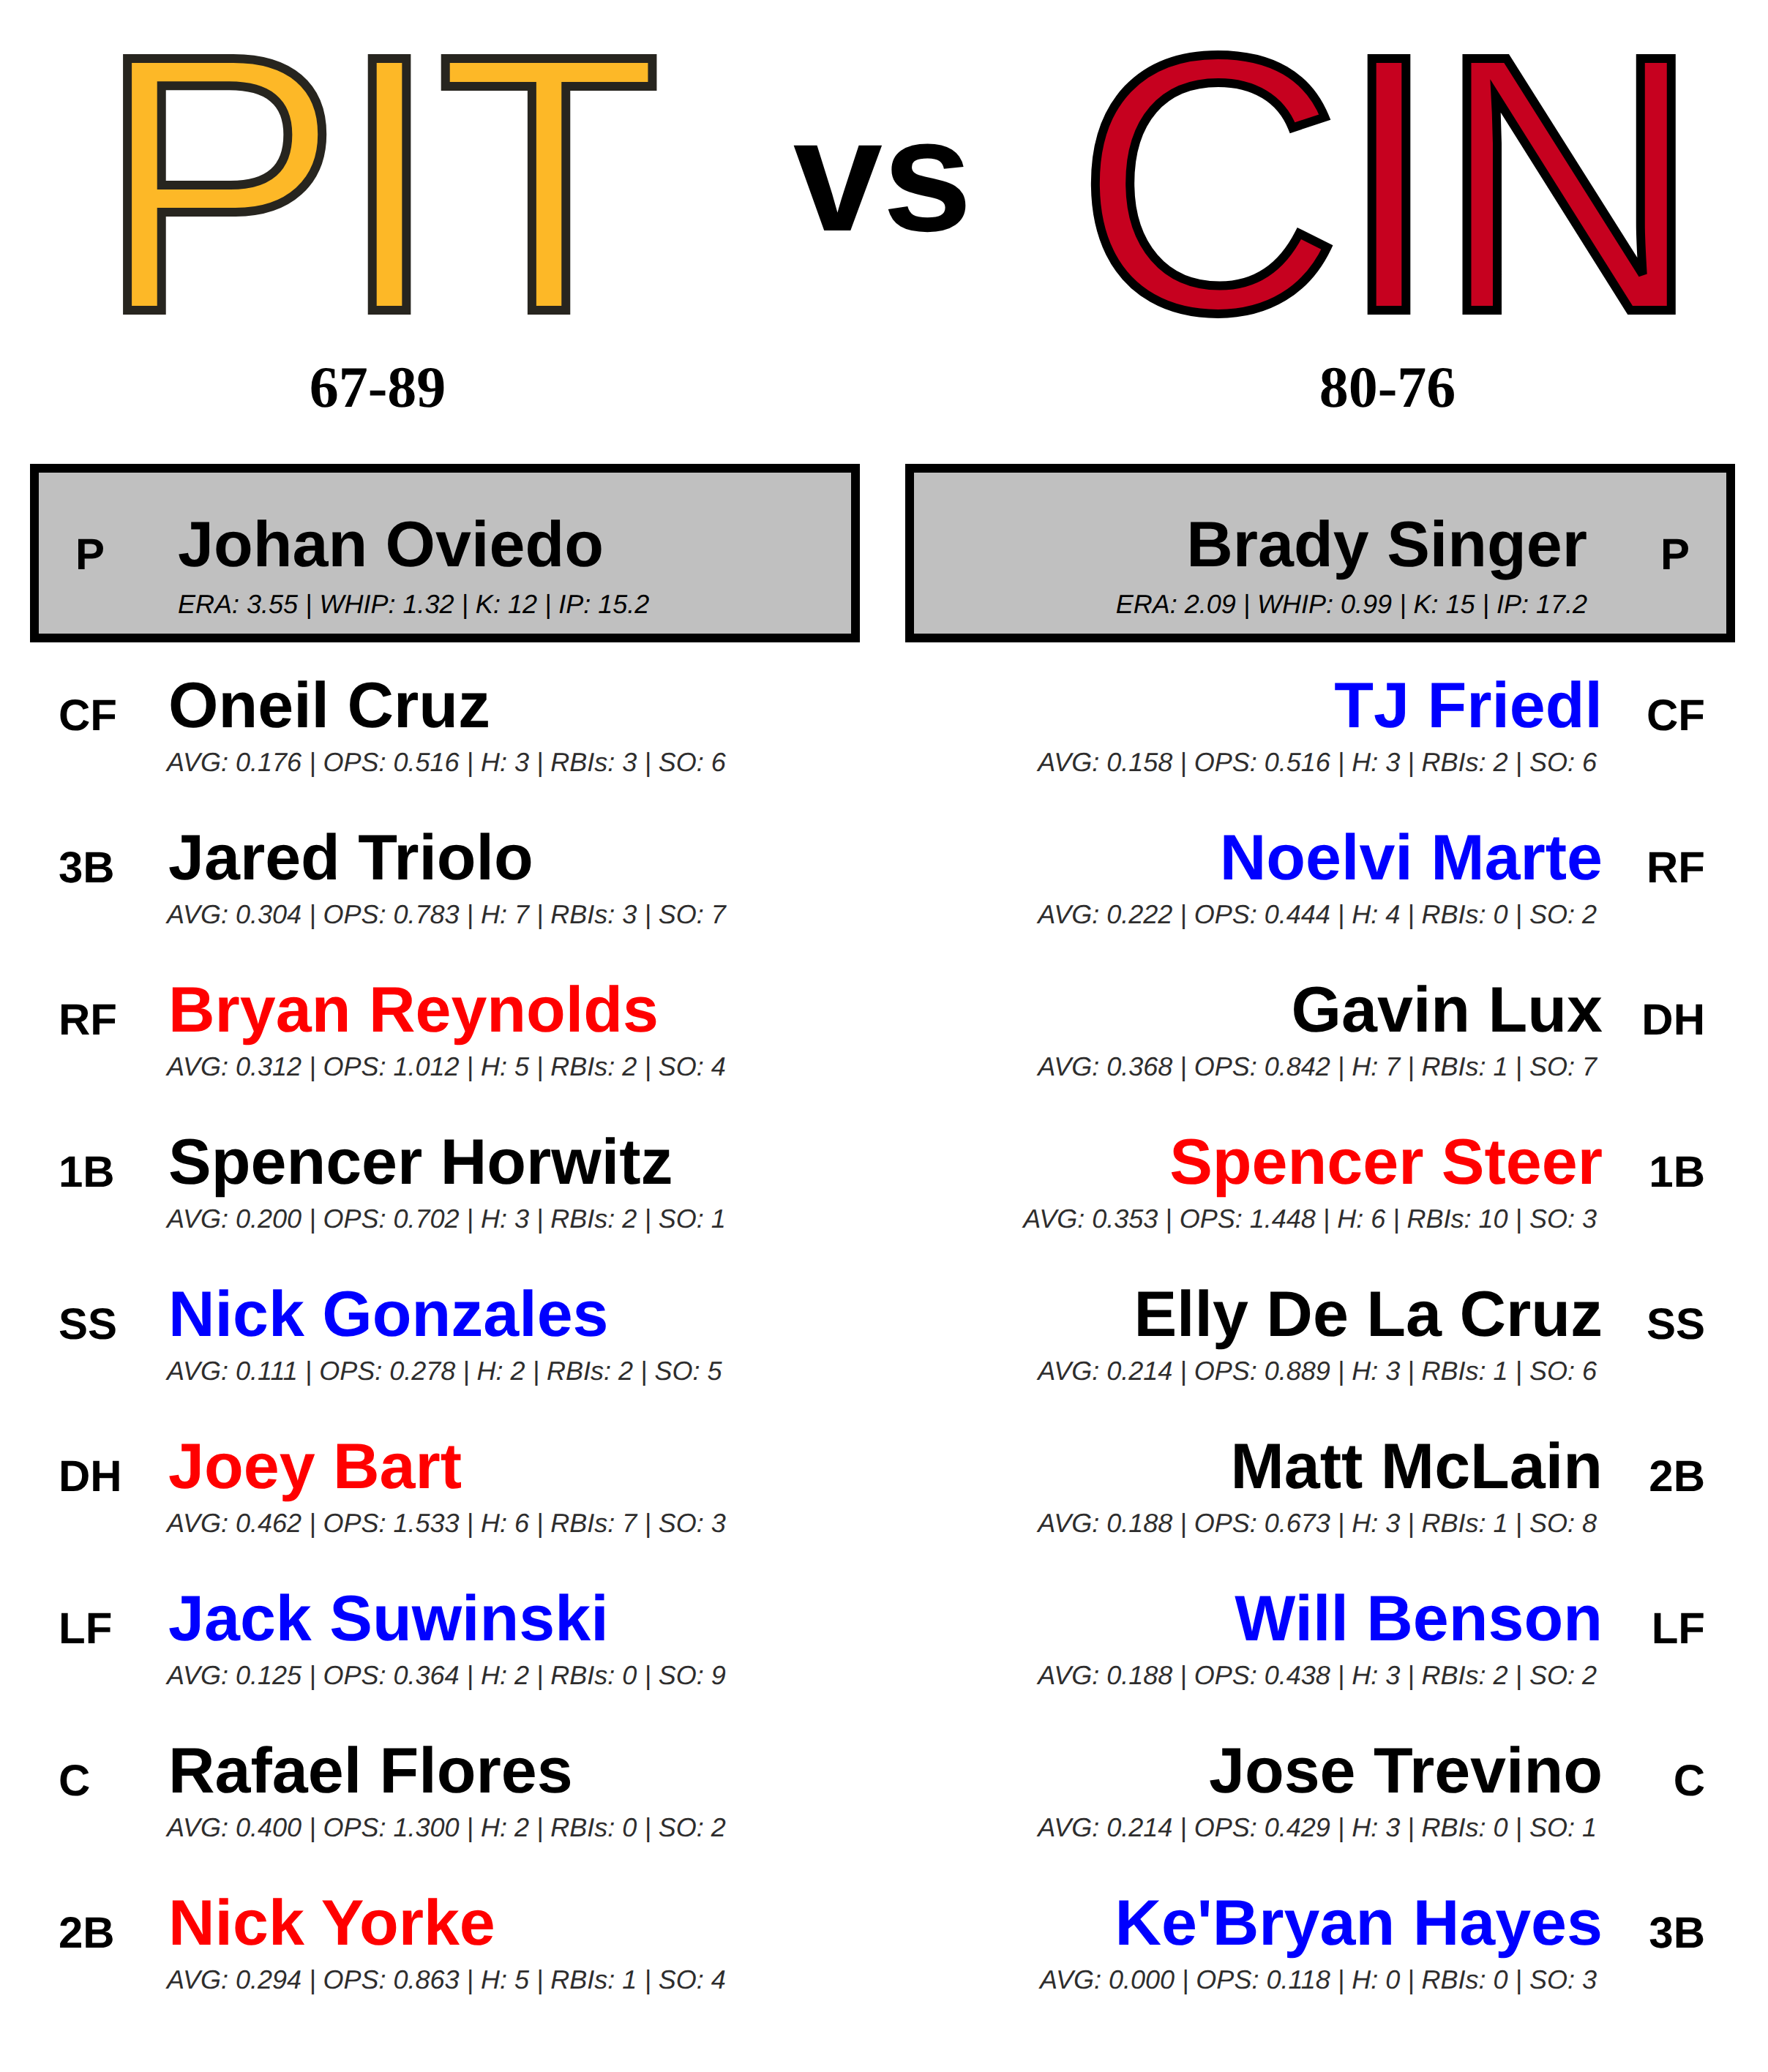 PIT vs CIN
67-89 80-76
P Johan Oviedo
ERA: 3.55 | WHIP: 1.32 | K: 12 | IP: 15.2
Brady Singer P
ERA: 2.09 | WHIP: 0.99 | K: 15 | IP: 17.2
CF Oneil Cruz
AVG: 0.176 | OPS: 0.516 | H: 3 | RBIs: 3 | SO: 6
TJ Friedl CF
AVG: 0.158 | OPS: 0.516 | H: 3 | RBIs: 2 | SO: 6
3B Jared Triolo
AVG: 0.304 | OPS: 0.783 | H: 7 | RBIs: 3 | SO: 7
Noelvi Marte RF
AVG: 0.222 | OPS: 0.444 | H: 4 | RBIs: 0 | SO: 2
RF Bryan Reynolds
AVG: 0.312 | OPS: 1.012 | H: 5 | RBIs: 2 | SO: 4
Gavin Lux DH
AVG: 0.368 | OPS: 0.842 | H: 7 | RBIs: 1 | SO: 7
1B Spencer Horwitz
AVG: 0.200 | OPS: 0.702 | H: 3 | RBIs: 2 | SO: 1
Spencer Steer 1B
AVG: 0.353 | OPS: 1.448 | H: 6 | RBIs: 10 | SO: 3
SS Nick Gonzales
AVG: 0.111 | OPS: 0.278 | H: 2 | RBIs: 2 | SO: 5
Elly De La Cruz SS
AVG: 0.214 | OPS: 0.889 | H: 3 | RBIs: 1 | SO: 6
DH Joey Bart
AVG: 0.462 | OPS: 1.533 | H: 6 | RBIs: 7 | SO: 3
Matt McLain 2B
AVG: 0.188 | OPS: 0.673 | H: 3 | RBIs: 1 | SO: 8
LF Jack Suwinski
AVG: 0.125 | OPS: 0.364 | H: 2 | RBIs: 0 | SO: 9
Will Benson LF
AVG: 0.188 | OPS: 0.438 | H: 3 | RBIs: 2 | SO: 2
C Rafael Flores
AVG: 0.400 | OPS: 1.300 | H: 2 | RBIs: 0 | SO: 2
Jose Trevino C
AVG: 0.214 | OPS: 0.429 | H: 3 | RBIs: 0 | SO: 1
2B Nick Yorke
AVG: 0.294 | OPS: 0.863 | H: 5 | RBIs: 1 | SO: 4
Ke'Bryan Hayes 3B
AVG: 0.000 | OPS: 0.118 | H: 0 | RBIs: 0 | SO: 3